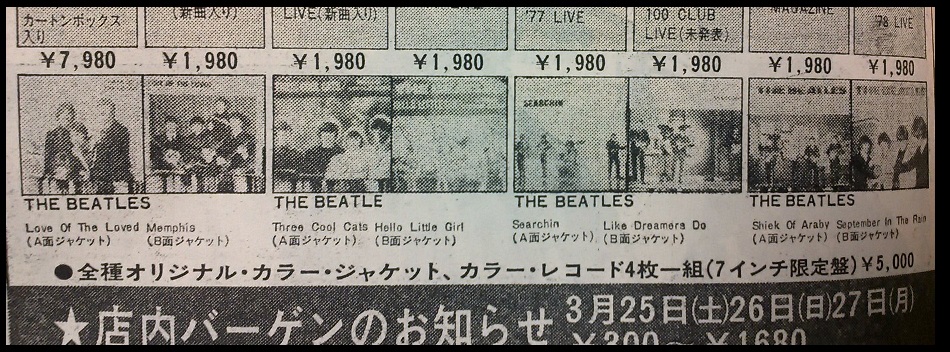 カートンボックス
入り
(新曲入り)
LIVE(新曲入り)
LIVE
'77 LIVE
100 CLUB
LIVE(未発表)
MAGAZINE
'78 LIVE
￥7,980 ￥1,980 ￥1,980 ￥1,980 ￥1,980 ￥1,980 ￥1,980 ￥1,980
SEARCHIN
THE BEATLES
THE BEATLES THE BEATLE THE BEATLES THE BEATLES
Love Of The Loved Memphis Three Cool Cats Hello Little Girl Searchin Like Dreamers Do Shiek Of Araby September In The Rain
(A面ジャケット) (B面ジャケット) (A面ジャケット) (B面ジャケット) (A面ジャケット) (B面ジャケット) (A面ジャケット) (B面ジャケット)
●全種オリジナル・カラー・ジャケット、カラー・レコード4枚一組(7インチ限定盤)￥5,000
★店内バーゲンのお知らせ 3月25日(土)26日(日)27日(月)
￥300～￥1680